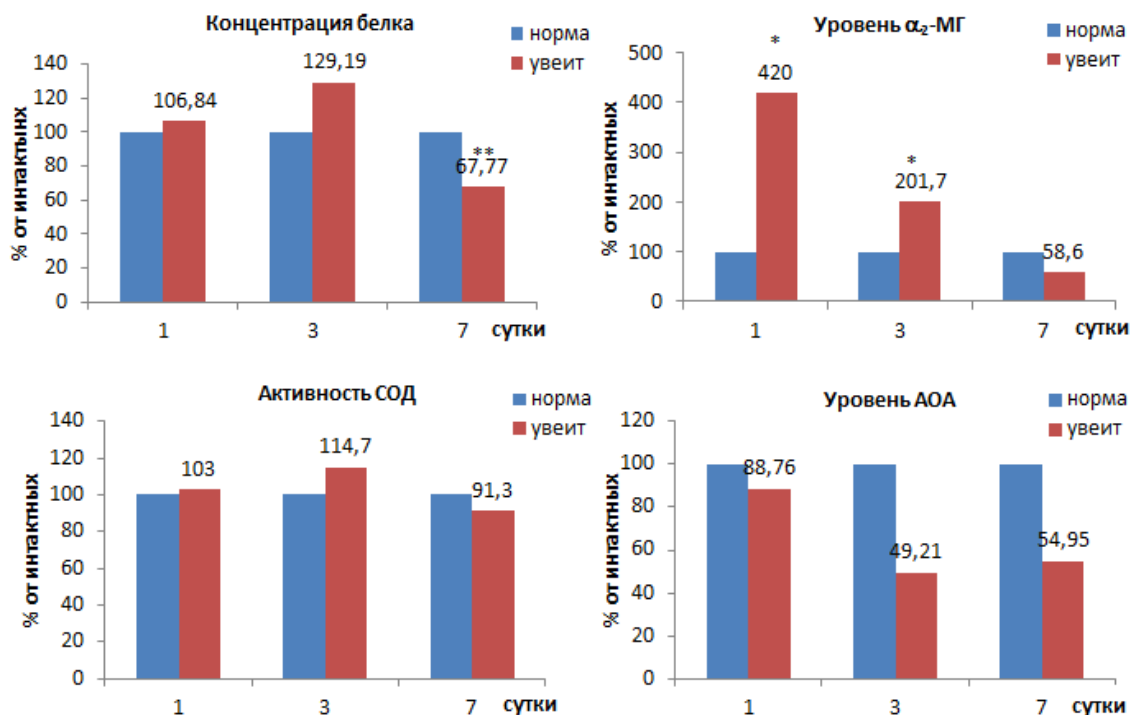 Концентрация белка
норма
увеит
% от интактынх
140
120
100
80
60
40
20
0
106,84
129,19
**
67,77
1 3 7 сутки
Уровень α₂-МГ
норма
увеит
% от интактных
500
400
300
200
100
0
*
420
*
201,7
58,6
1 3 7 сутки
Активность СОД
норма
увеит
% от интактных
140
120
100
80
60
40
20
0
103
114,7
91,3
1 3 7 сутки
Уровень АОА
норма
увеит
% от интактных
120
100
80
60
40
20
0
88,76
49,21
54,95
1 3 7 сутки